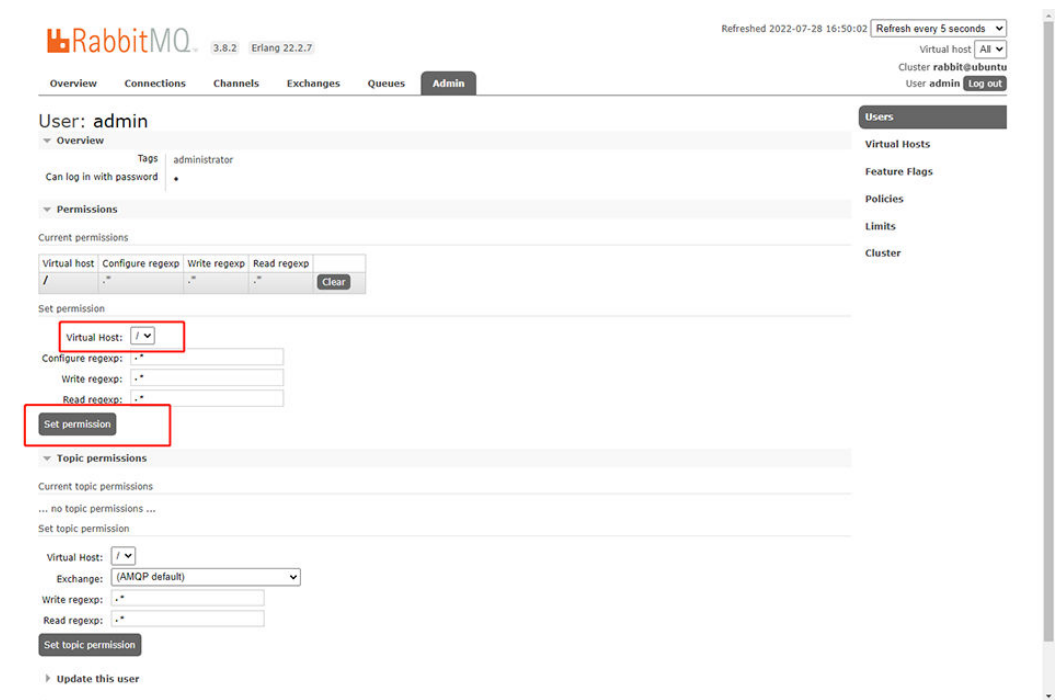 RabbitMQ 3.8.2 Erlang 22.2.7
Refreshed 2022-07-28 16:50:02 Refresh every 5 seconds
Virtual host All
Cluster rabbit@ubuntu
User admin Log out
Overview Connections Channels Exchanges Queues Admin
User: admin
Overview
Tags administrator
Can log in with password •
Permissions
Current permissions
Virtual host Configure regexp Write regexp Read regexp
/ .* .* .* Clear
Set permission
Virtual Host: /
Configure regexp: .*
Write regexp: .*
Read regexp: .*
Set permission
Topic permissions
Current topic permissions
... no topic permissions ...
Set topic permission
Virtual Host: /
Exchange: (AMQP default)
Write regexp: .*
Read regexp: .*
Set topic permission
Update this user
Users
Virtual Hosts
Feature Flags
Policies
Limits
Cluster